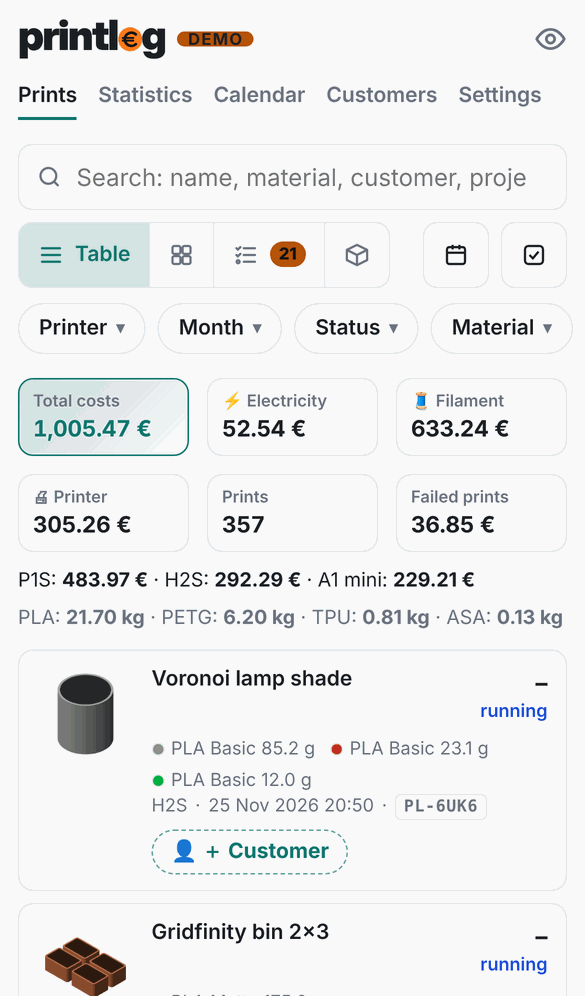 printl€g DEMO
Prints Statistics Calendar Customers Settings
Search: name, material, customer, proje
Table 21
Printer ▼ Month ▼ Status ▼ Material ▼
Total costs
1,005.47 €
⚡ Electricity
52.54 €
🧵 Filament
633.24 €
🖨 Printer
305.26 €
Prints
357
Failed prints
36.85 €
P1S: 483.97 € · H2S: 292.29 € · A1 mini: 229.21 €
PLA: 21.70 kg · PETG: 6.20 kg · TPU: 0.81 kg · ASA: 0.13 kg
Voronoi lamp shade –
running
PLA Basic 85.2 g PLA Basic 23.1 g
PLA Basic 12.0 g
H2S · 25 Nov 2026 20:50 · PL-6UK6
👤 + Customer
Gridfinity bin 2×3 –
running